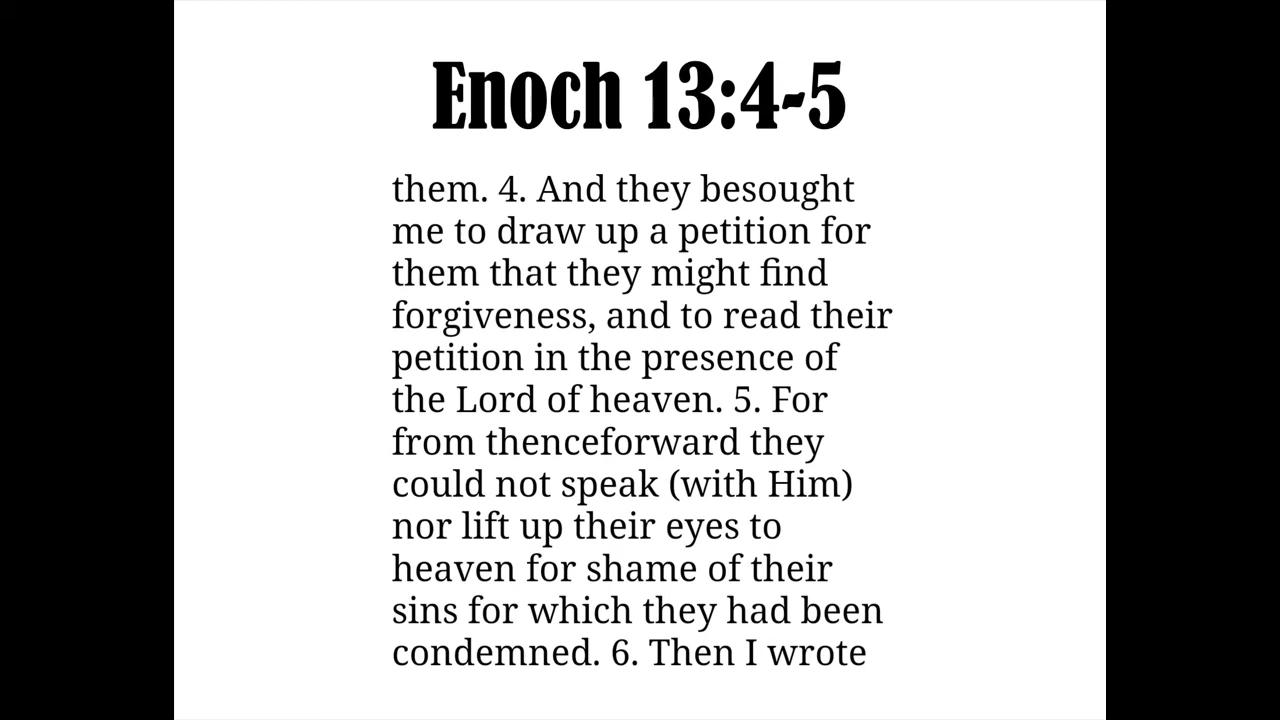 Enoch 13:4-5
them. 4. And they besought
me to draw up a petition for
them that they might find
forgiveness, and to read their
petition in the presence of
the Lord of heaven. 5. For
from thenceforward they
could not speak (with Him)
nor lift up their eyes to
heaven for shame of their
sins for which they had been
condemned. 6. Then I wrote